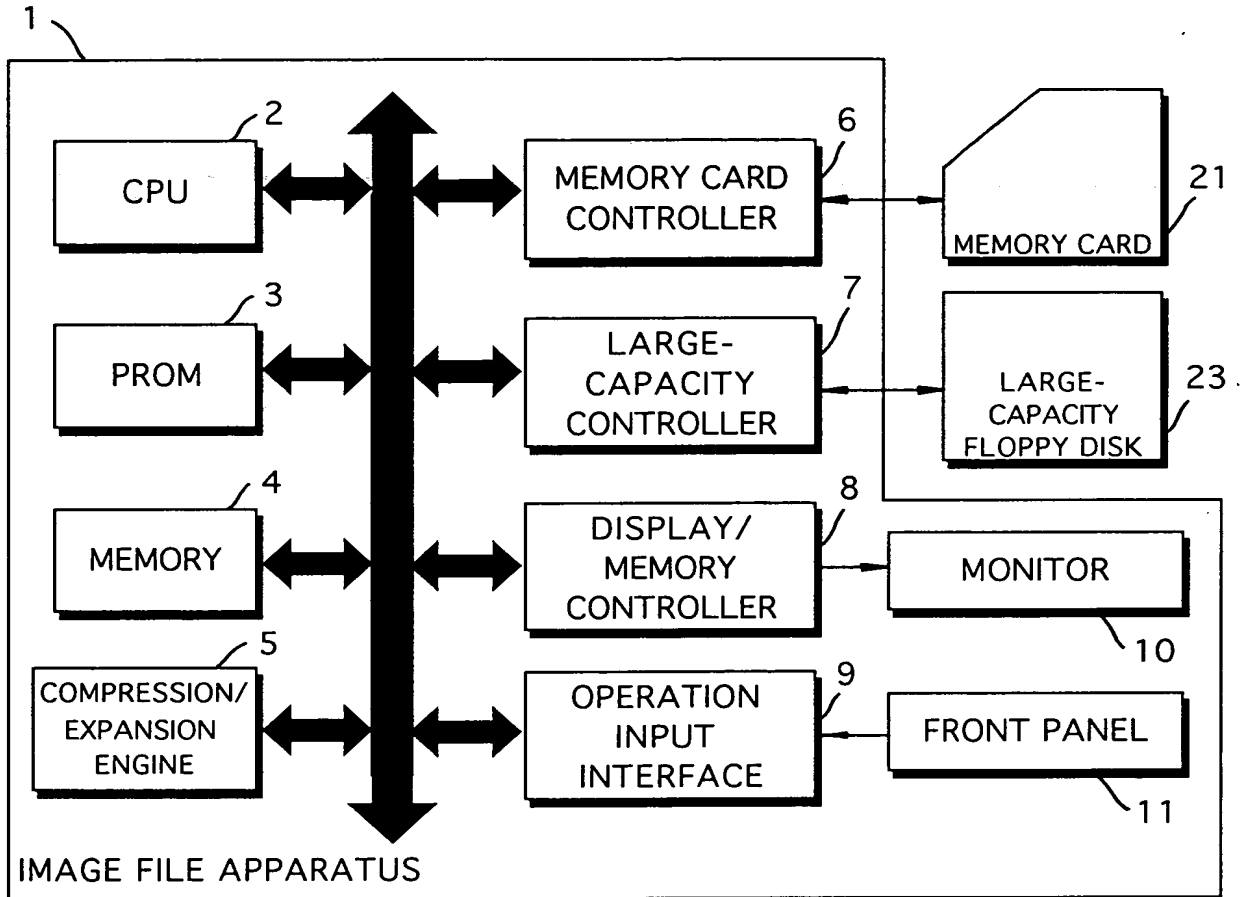 1
2
CPU
3
PROM
4
MEMORY
5
COMPRESSION/
EXPANSION
ENGINE
6
MEMORY CARD
CONTROLLER
7
LARGE-
CAPACITY
CONTROLLER
8
DISPLAY/
MEMORY
CONTROLLER
9
OPERATION
INPUT
INTERFACE
21
MEMORY CARD
23
LARGE-
CAPACITY
FLOPPY DISK
MONITOR
10
FRONT PANEL
11
IMAGE FILE APPARATUS